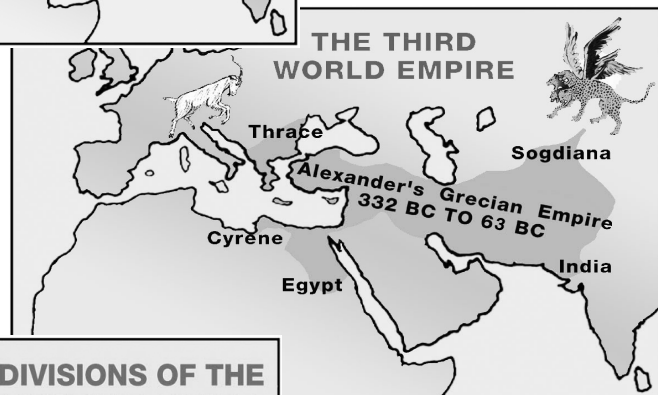 THE THIRD
WORLD EMPIRE
Thrace
Sogdiana
Alexander's Grecian Empire
332 BC TO 63 BC
Cyrene
India
Egypt
DIVISIONS OF THE